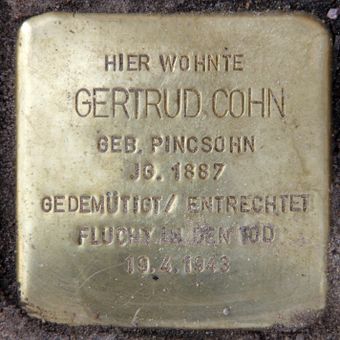 HIER WOHNTE
GERTRUD COHN
GEB. PINCSOHN
JG. 1887
GEDEMÜTIGT/ ENTRECHTET
FLUCHT IN DEN TOD
19.4.1943